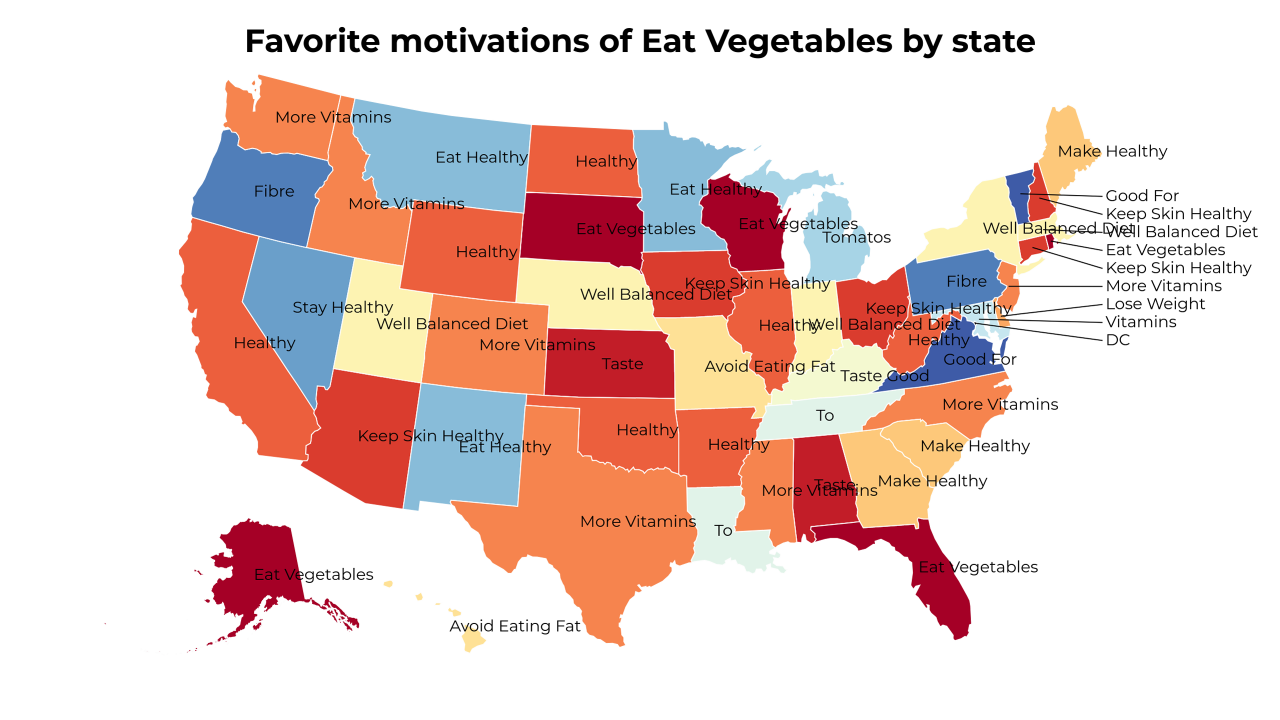 Favorite motivations of Eat Vegetables by state
More Vitamins
Make Healthy
Eat Healthy
Healthy
Eat Healthy
Fibre
Good For
More Vitamins
Keep Skin Healthy
Eat Vegetables
Eat Vegetables
Well Balanced Diet
Well Balanced Diet
Tomatos
Healthy
Eat Vegetables
Keep Skin Healthy
Fibre
Keep Skin Healthy
More Vitamins
Well Balanced Diet
Lose Weight
Stay Healthy
Keep Skin Healthy
Well Balanced Diet
Healthy
Well Balanced Diet
Vitamins
Healthy
More Vitamins
Healthy
DC
Taste
Avoid Eating Fat
Good For
Taste Good
More Vitamins
To
Keep Skin Healthy
Eat Healthy
Healthy
Healthy
Make Healthy
More Vitamins
Taste
Make Healthy
More Vitamins
To
Eat Vegetables
Eat Vegetables
Avoid Eating Fat